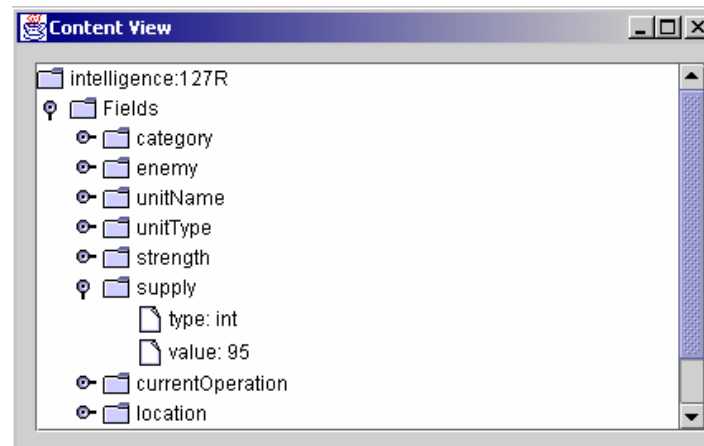 Content View
intelligence:127R
Fields
category
enemy
unitName
unitType
strength
supply
type: int
value: 95
currentOperation
location